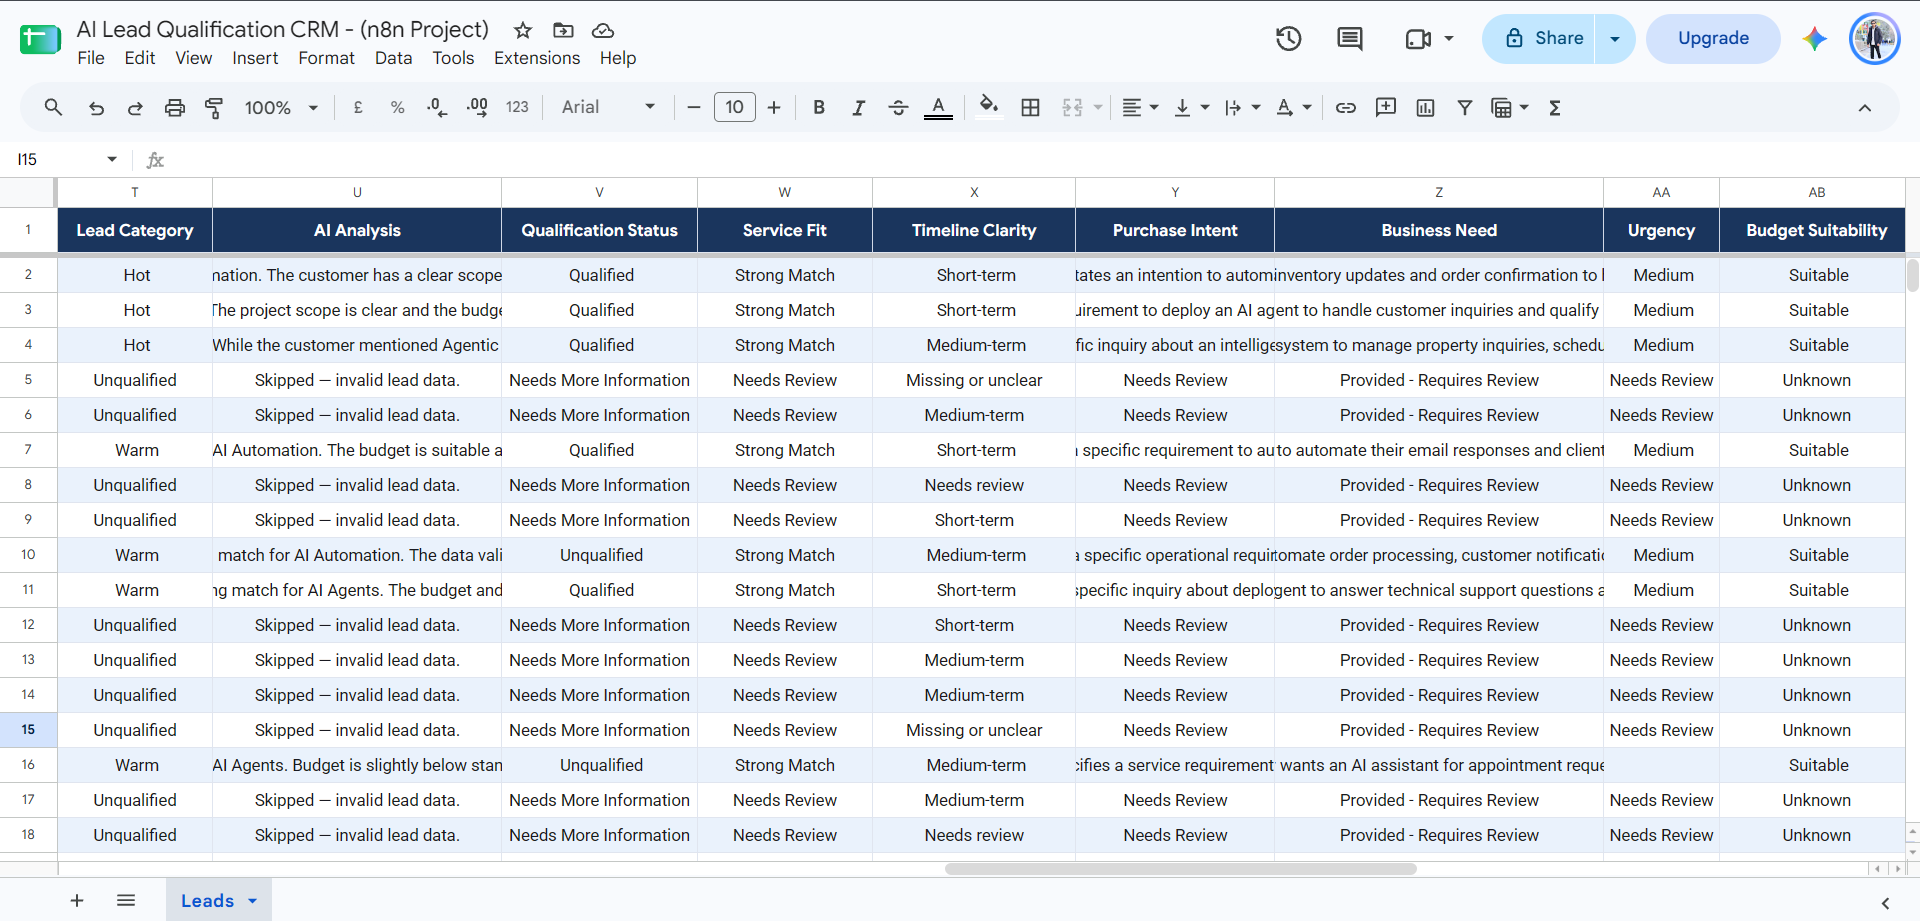 AI Lead Qualification CRM - (n8n Project)
File Edit View Insert Format Data Tools Extensions Help
Share
Upgrade
100% £ % .0 .00 123 Arial 10 B I A
I15 fx
T U V W X Y Z AA AB
1 Lead Category AI Analysis Qualification Status Service Fit Timeline Clarity Purchase Intent Business Need Urgency Budget Suitability
2 Hot mation. The customer has a clear scope Qualified Strong Match Short-term tates an intention to automi nventory updates and order confirmation to Medium Suitable
3 Hot The project scope is clear and the budge Qualified Strong Match Short-term uirement to deploy an AI agent to handle customer inquiries and qualify Medium Suitable
4 Hot While the customer mentioned Agentic Qualified Strong Match Medium-term fic inquiry about an intellige system to manage property inquiries, schedu Medium Suitable
5 Unqualified Skipped — invalid lead data. Needs More Information Needs Review Missing or unclear Needs Review Provided - Requires Review Needs Review Unknown
6 Unqualified Skipped — invalid lead data. Needs More Information Needs Review Medium-term Needs Review Provided - Requires Review Needs Review Unknown
7 Warm AI Automation. The budget is suitable a Qualified Strong Match Short-term specific requirement to au to automate their email responses and client Medium Suitable
8 Unqualified Skipped — invalid lead data. Needs More Information Needs Review Needs review Needs Review Provided - Requires Review Needs Review Unknown
9 Unqualified Skipped — invalid lead data. Needs More Information Needs Review Short-term Needs Review Provided - Requires Review Needs Review Unknown
10 Warm match for AI Automation. The data vali Unqualified Strong Match Medium-term a specific operational requir tomate order processing, customer notificatio Medium Suitable
11 Warm ng match for AI Agents. The budget and Qualified Strong Match Short-term specific inquiry about deplo gent to answer technical support questions a Medium Suitable
12 Unqualified Skipped — invalid lead data. Needs More Information Needs Review Short-term Needs Review Provided - Requires Review Needs Review Unknown
13 Unqualified Skipped — invalid lead data. Needs More Information Needs Review Medium-term Needs Review Provided - Requires Review Needs Review Unknown
14 Unqualified Skipped — invalid lead data. Needs More Information Needs Review Medium-term Needs Review Provided - Requires Review Needs Review Unknown
15 Unqualified Skipped — invalid lead data. Needs More Information Needs Review Missing or unclear Needs Review Provided - Requires Review Needs Review Unknown
16 Warm AI Agents. Budget is slightly below stan Unqualified Strong Match Medium-term cifies a service requirement wants an AI assistant for appointment reque Suitable
17 Unqualified Skipped — invalid lead data. Needs More Information Needs Review Medium-term Needs Review Provided - Requires Review Needs Review Unknown
18 Unqualified Skipped — invalid lead data. Needs More Information Needs Review Needs review Needs Review Provided - Requires Review Needs Review Unknown
Leads